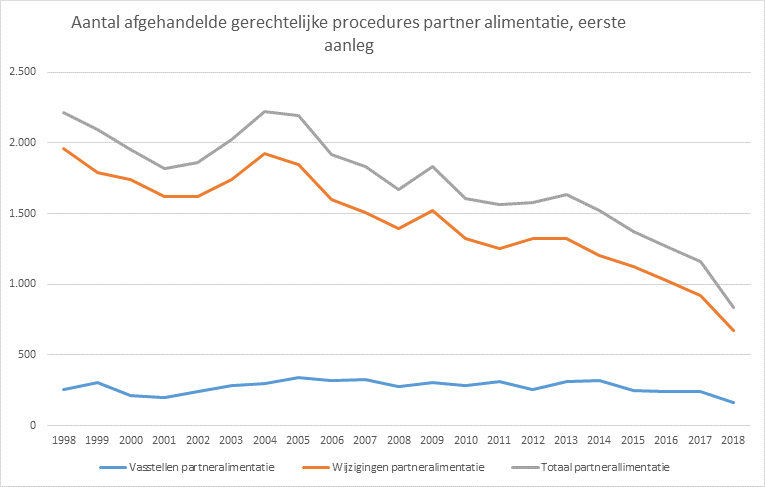 Aantal afgehandelde gerechtelijke procedures partner alimentatie, eerste
aanleg
2.500
2.000
1.500
1.000
500
0
1998 1999 2000 2001 2002 2003 2004 2005 2006 2007 2008 2009 2010 2011 2012 2013 2014 2015 2016 2017 2018
Vasstellen partneralimentatie Wijzigingen partneralimentatie Totaal partnerallimentatie